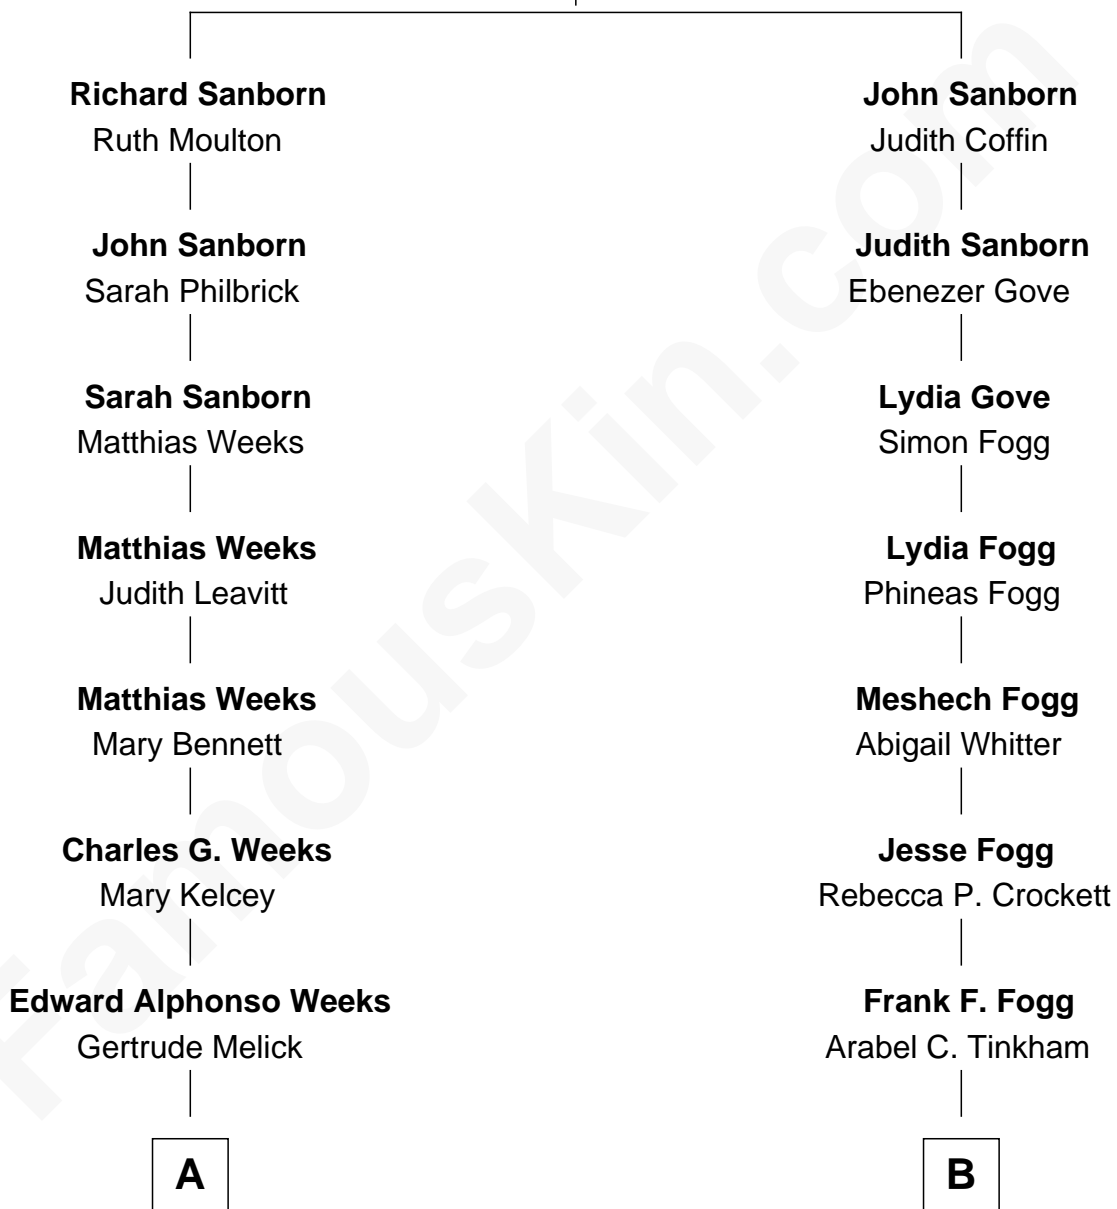 Richard Sanborn
Ruth Moulton
John Sanborn
Sarah Philbrick
Sarah Sanborn
Matthias Weeks
Matthias Weeks
Judith Leavitt
Matthias Weeks
Mary Bennett
Charles G. Weeks
Mary Kelcey
Edward Alphonso Weeks
Gertrude Melick
A
John Sanborn
Judith Coffin
Judith Sanborn
Ebenezer Gove
Lydia Gove
Simon Fogg
Lydia Fogg
Phineas Fogg
Meshech Fogg
Abigail Whitter
Jesse Fogg
Rebecca P. Crockett
Frank F. Fogg
Arabel C. Tinkham
B
FamousKin.com